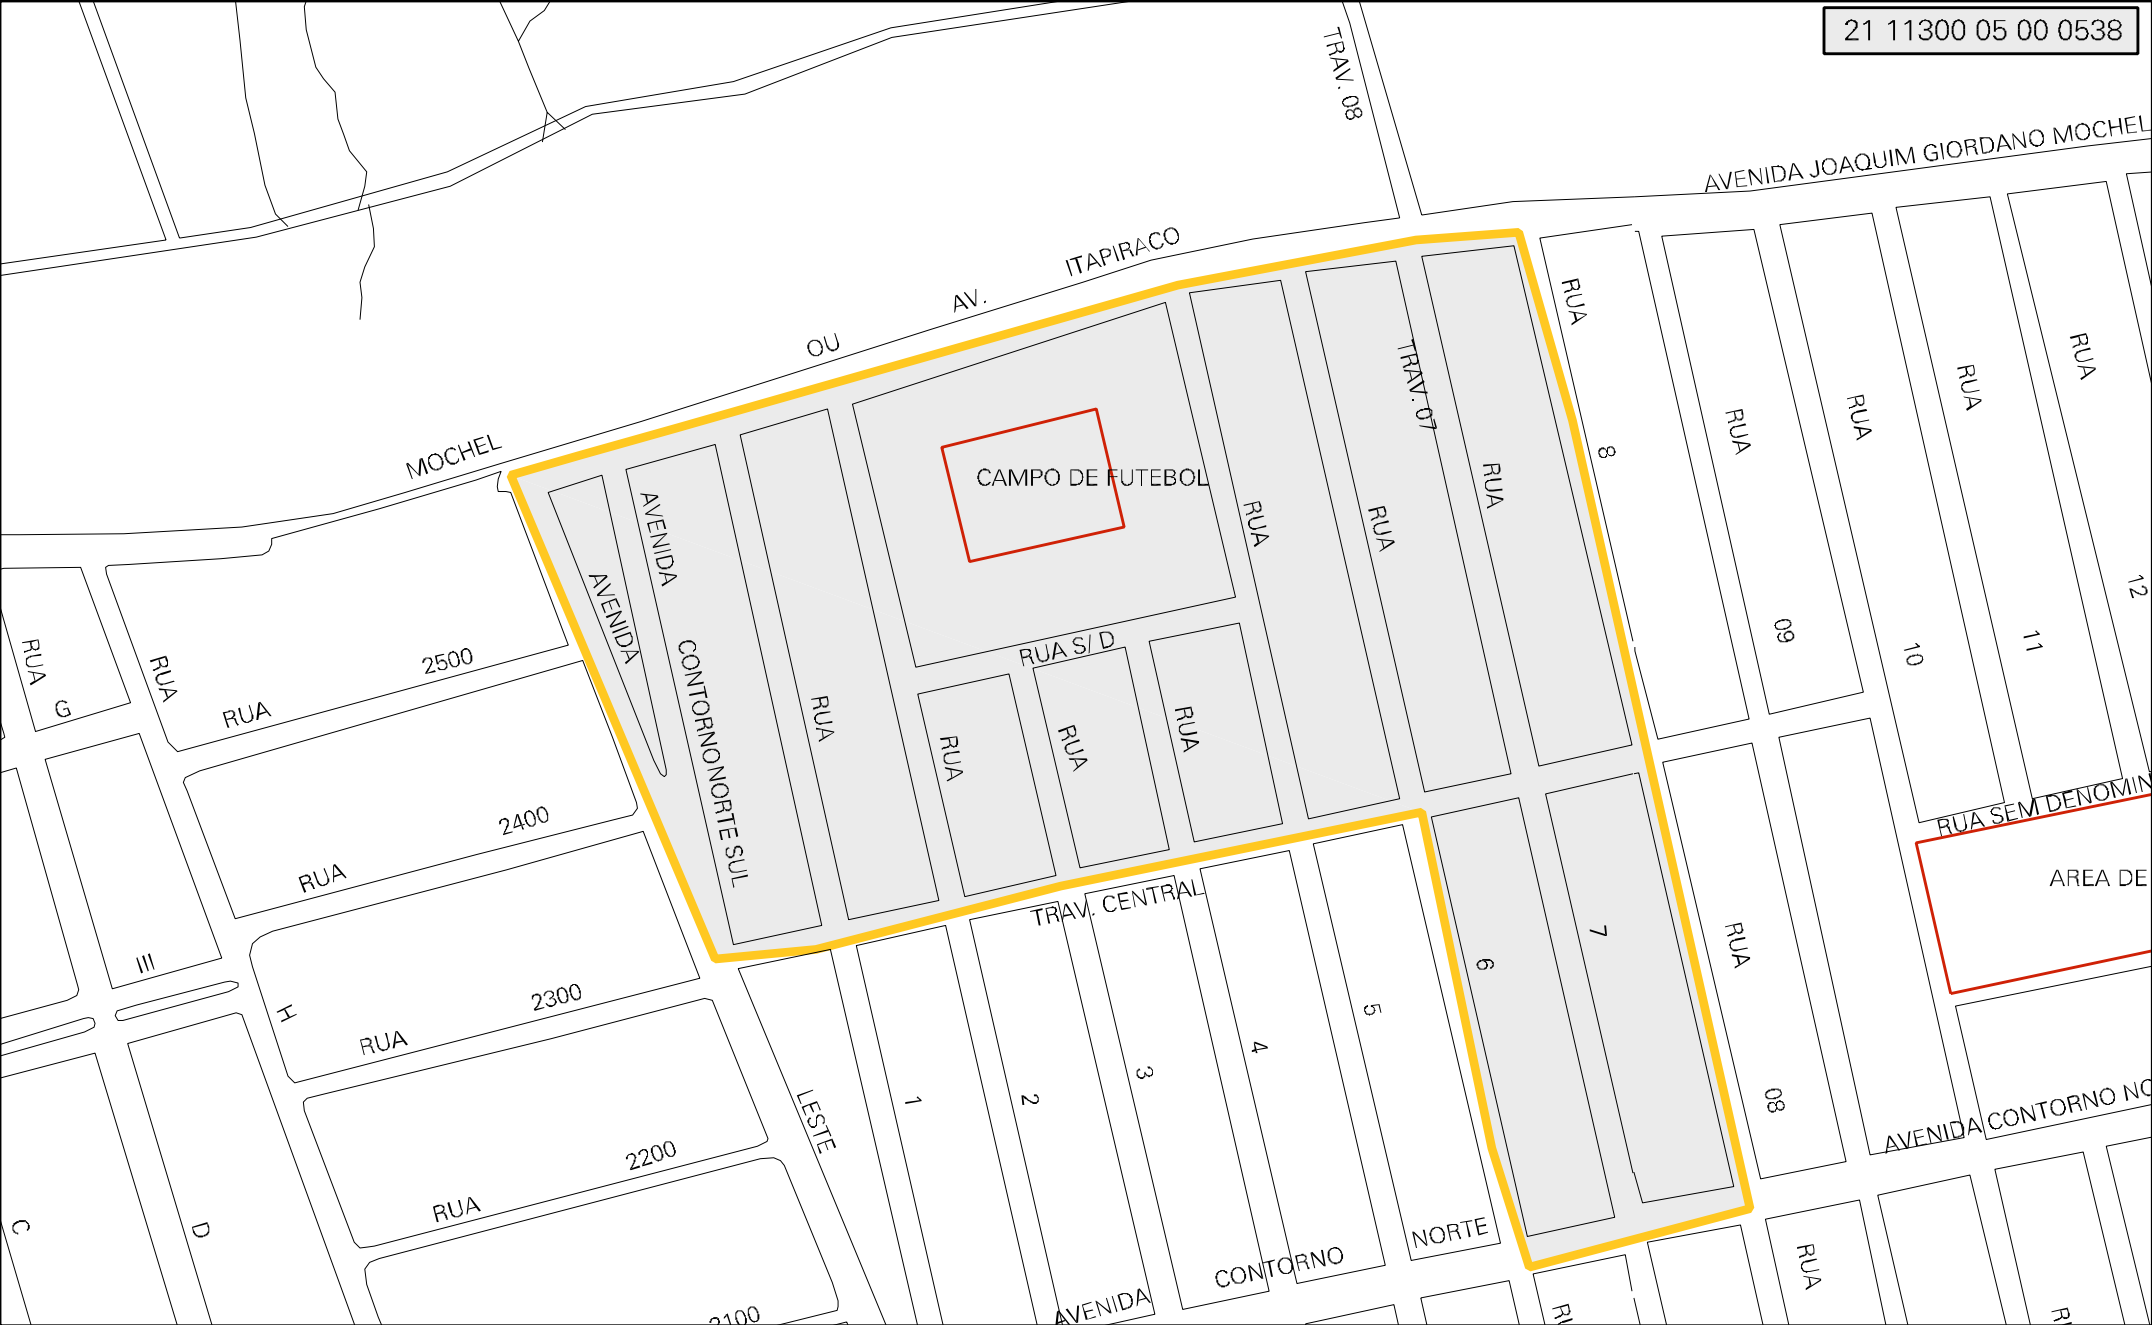 21 11300 05 00 0538
TRAV. 08
AVENIDA JOAQUIM GIORDANO MOCHEL
ITAPIRACO
AV.
OU
MOCHEL
RUA
8
RUA
09
RUA
10
RUA
11
RUA
12
TRAV. 07
RUA
RUA
RUA
CAMPO DE FUTEBOL
AVENIDA
AVENIDA
CONTORNONORTE SUL
RUA S/ D
RUA
RUA
RUA
RUA
RUA
G
RUA
RUA
2500
RUA
2400
RUA SEM DENOMIN
AREA DE
TRAV. CENTRAL
6
7
RUA
08
III
H
RUA
2300
LESTE
1
2
3
4
5
AVENIDA CONTORNO NO
RUA
2200
C
D
AVENIDA
CONTORNO
NORTE
RUA
2100